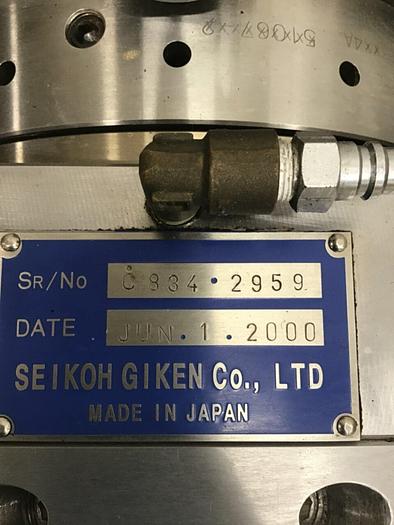 SR/NO C834·2959
DATE JUN.1.2000
SEIKOH GIKEN CO., LTD
MADE IN JAPAN